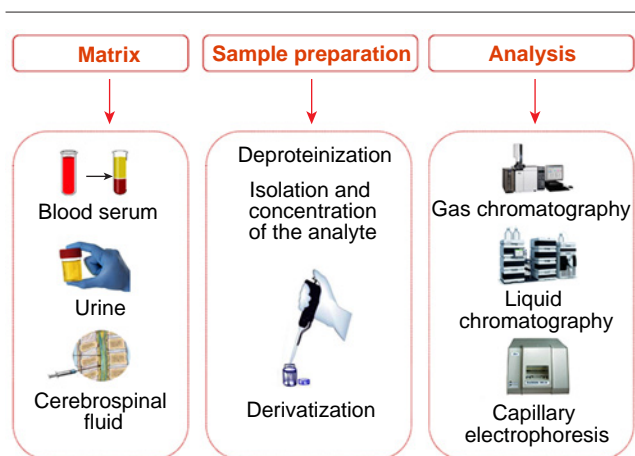 Matrix
Sample preparation
Analysis
Blood serum
Urine
Cerebrospinal
fluid
Deproteinization
Isolation and
concentration
of the analyte
Derivatization
Gas chromatography
Liquid
chromatography
Capillary
electrophoresis